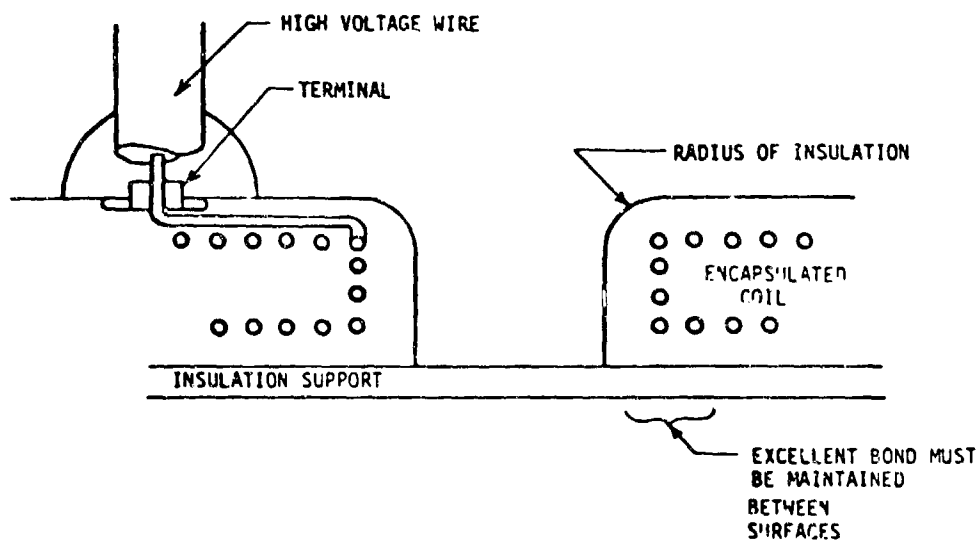 HIGH VOLTAGE WIRE
TERMINAL
RADIUS OF INSULATION
ENCAPSULATED
COIL
INSULATION SUPPORT
EXCELLENT BOND MUST
BE MAINTAINED
BETWEEN
SURFACES